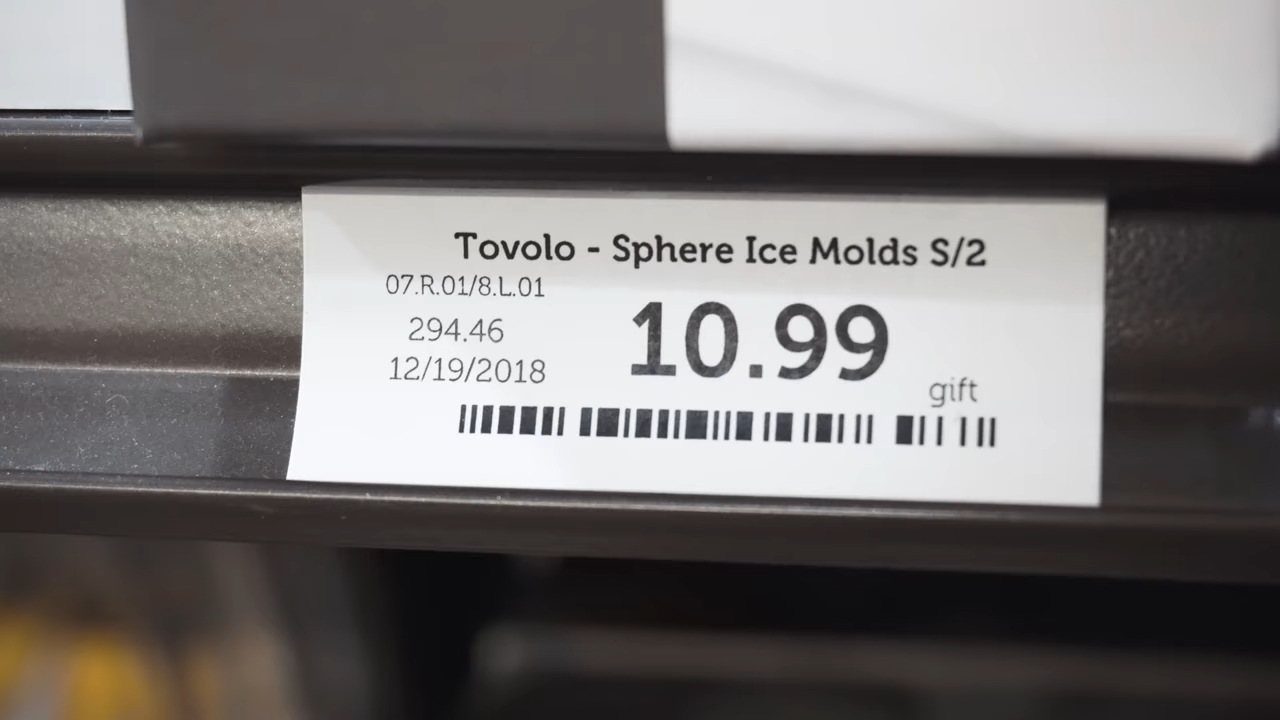 Tovolo - Sphere Ice Molds S/2
07.R.01/8.L.01
294.46
12/19/2018
10.99
gift